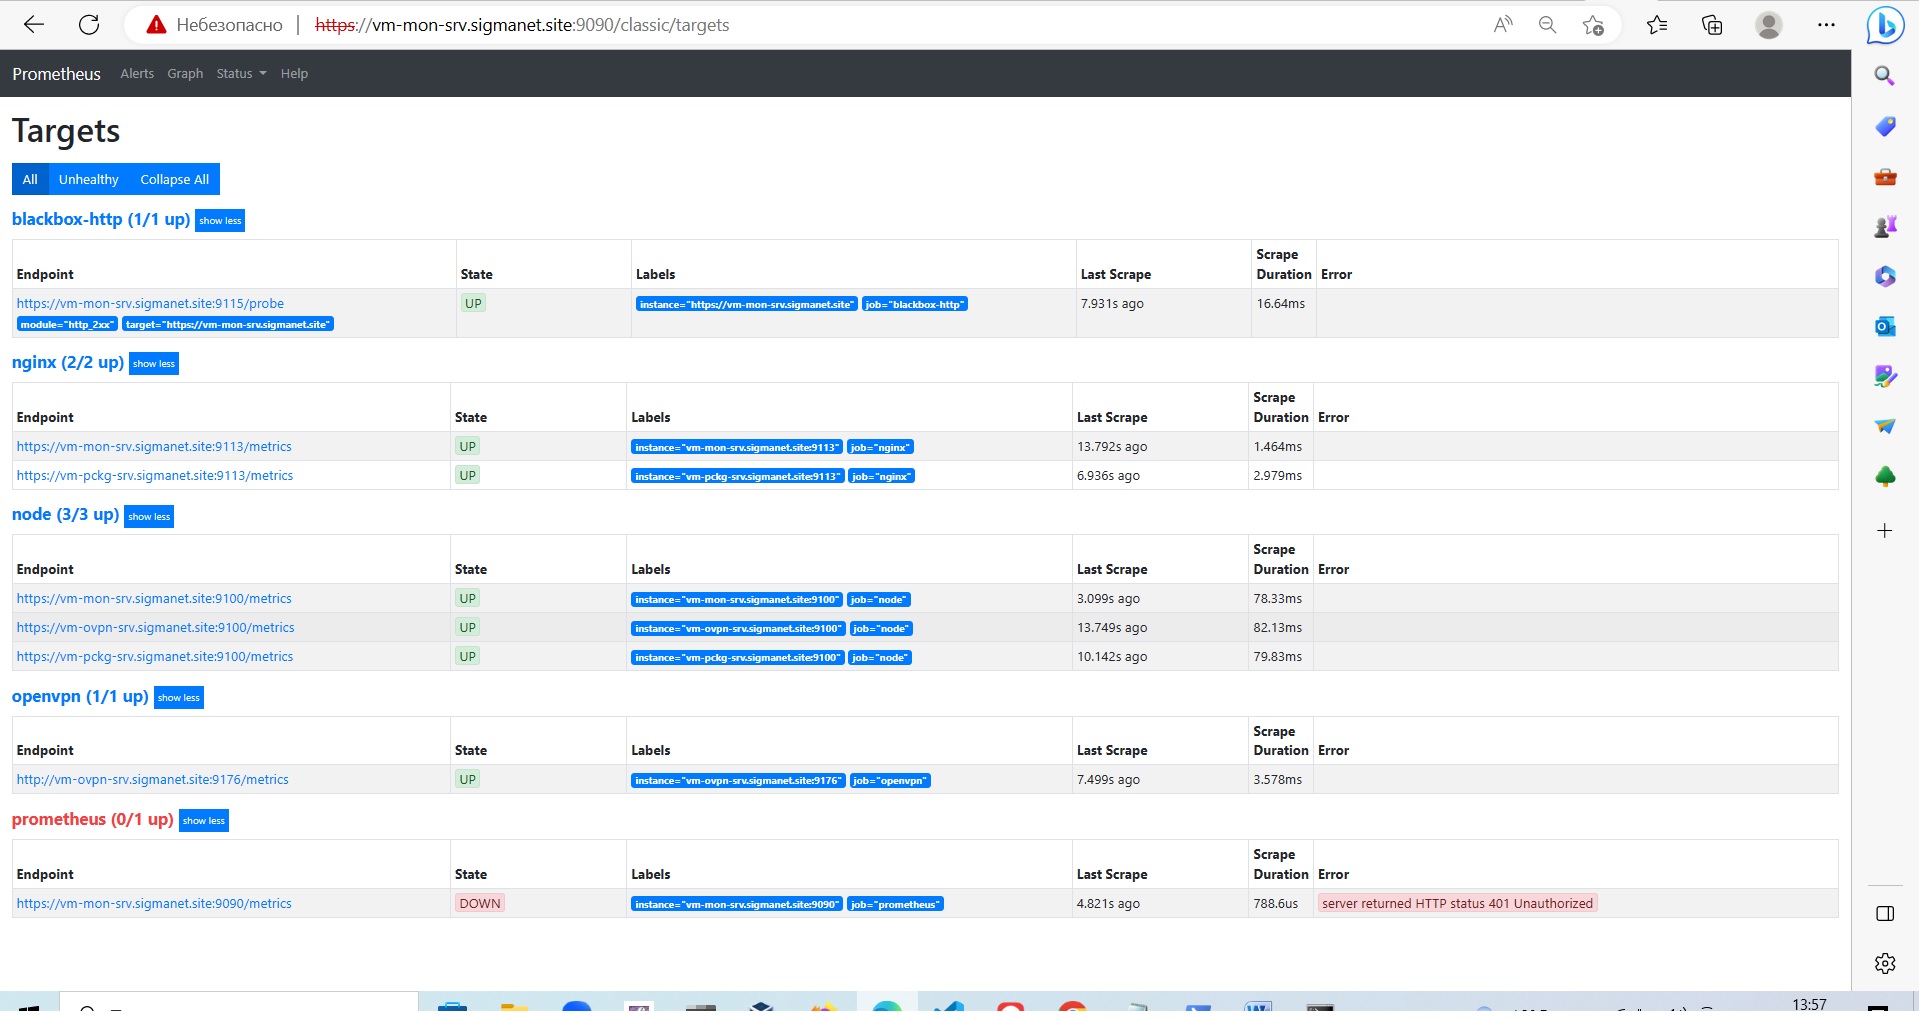 Небезопасно | https://vm-mon-srv.sigmanet.site:9090/classic/targets
Prometheus Alerts Graph Status Help
Targets
All Unhealthy Collapse All
blackbox-http (1/1 up) show less
Endpoint State Labels Last Scrape Scrape Duration Error
https://vm-mon-srv.sigmanet.site:9115/probe UP instance="https://vm-mon-srv.sigmanet.site" job="blackbox-http" 7.931s ago 16.64ms
module="http_2xx" target="https://vm-mon-srv.sigmanet.site"
nginx (2/2 up) show less
Endpoint State Labels Last Scrape Scrape Duration Error
https://vm-mon-srv.sigmanet.site:9113/metrics UP instance="vm-mon-srv.sigmanet.site:9113" job="nginx" 13.792s ago 1.464ms
https://vm-pckg-srv.sigmanet.site:9113/metrics UP instance="vm-pckg-srv.sigmanet.site:9113" job="nginx" 6.936s ago 2.979ms
node (3/3 up) show less
Endpoint State Labels Last Scrape Scrape Duration Error
https://vm-mon-srv.sigmanet.site:9100/metrics UP instance="vm-mon-srv.sigmanet.site:9100" job="node" 3.099s ago 78.33ms
https://vm-ovpn-srv.sigmanet.site:9100/metrics UP instance="vm-ovpn-srv.sigmanet.site:9100" job="node" 13.749s ago 82.13ms
https://vm-pckg-srv.sigmanet.site:9100/metrics UP instance="vm-pckg-srv.sigmanet.site:9100" job="node" 10.142s ago 79.83ms
openvpn (1/1 up) show less
Endpoint State Labels Last Scrape Scrape Duration Error
http://vm-ovpn-srv.sigmanet.site:9176/metrics UP instance="vm-ovpn-srv.sigmanet.site:9176" job="openvpn" 7.499s ago 3.578ms
prometheus (0/1 up) show less
Endpoint State Labels Last Scrape Scrape Duration Error
https://vm-mon-srv.sigmanet.site:9090/metrics DOWN instance="vm-mon-srv.sigmanet.site:9090" job="prometheus" 4.821s ago 788.6us server returned HTTP status 401 Unauthorized
13:57